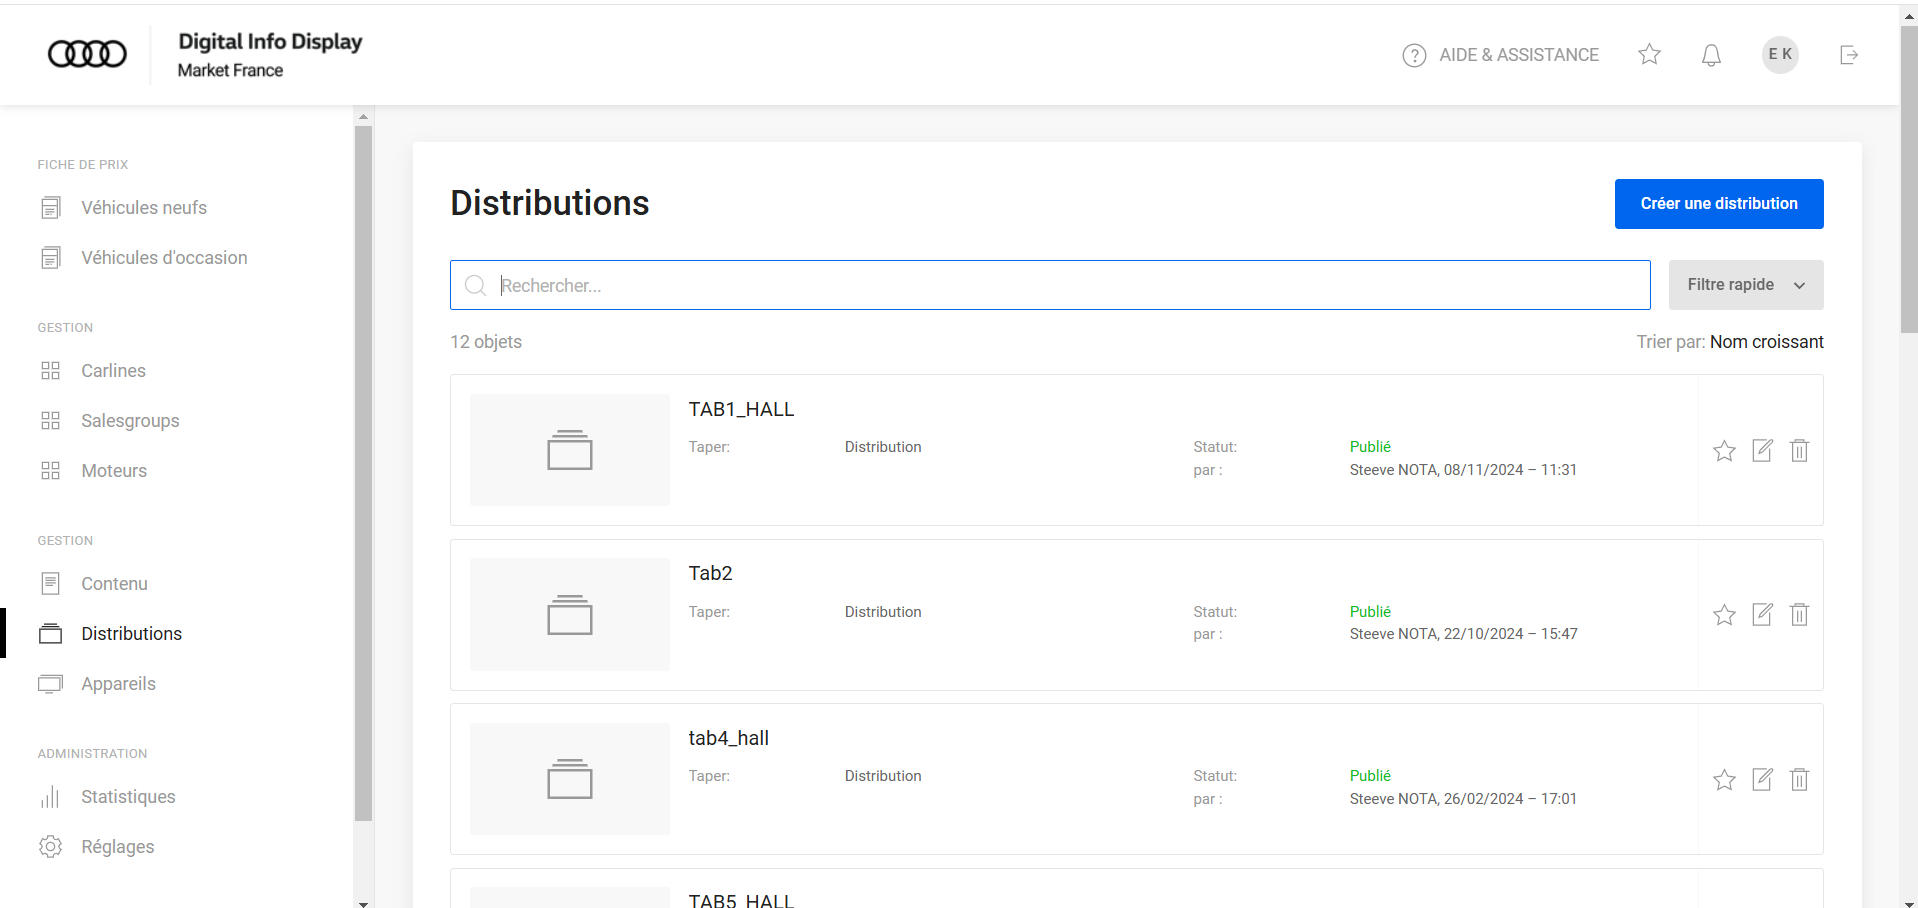 Digital Info Display
Market France
AIDE & ASSISTANCE
E K
FICHE DE PRIX
Véhicules neufs
Véhicules d'occasion
GESTION
Carlines
Salesgroups
Moteurs
GESTION
Contenu
Distributions
Appareils
ADMINISTRATION
Statistiques
Réglages
Distributions
Créer une distribution
Rechercher...
Filtre rapide
12 objets
Trier par: Nom croissant
TAB1_HALL
Taper: Distribution Statut: Publié
par : Steeve NOTA, 08/11/2024 – 11:31
Tab2
Taper: Distribution Statut: Publié
par : Steeve NOTA, 22/10/2024 – 15:47
tab4_hall
Taper: Distribution Statut: Publié
par : Steeve NOTA, 26/02/2024 – 17:01
TAB5_HALL